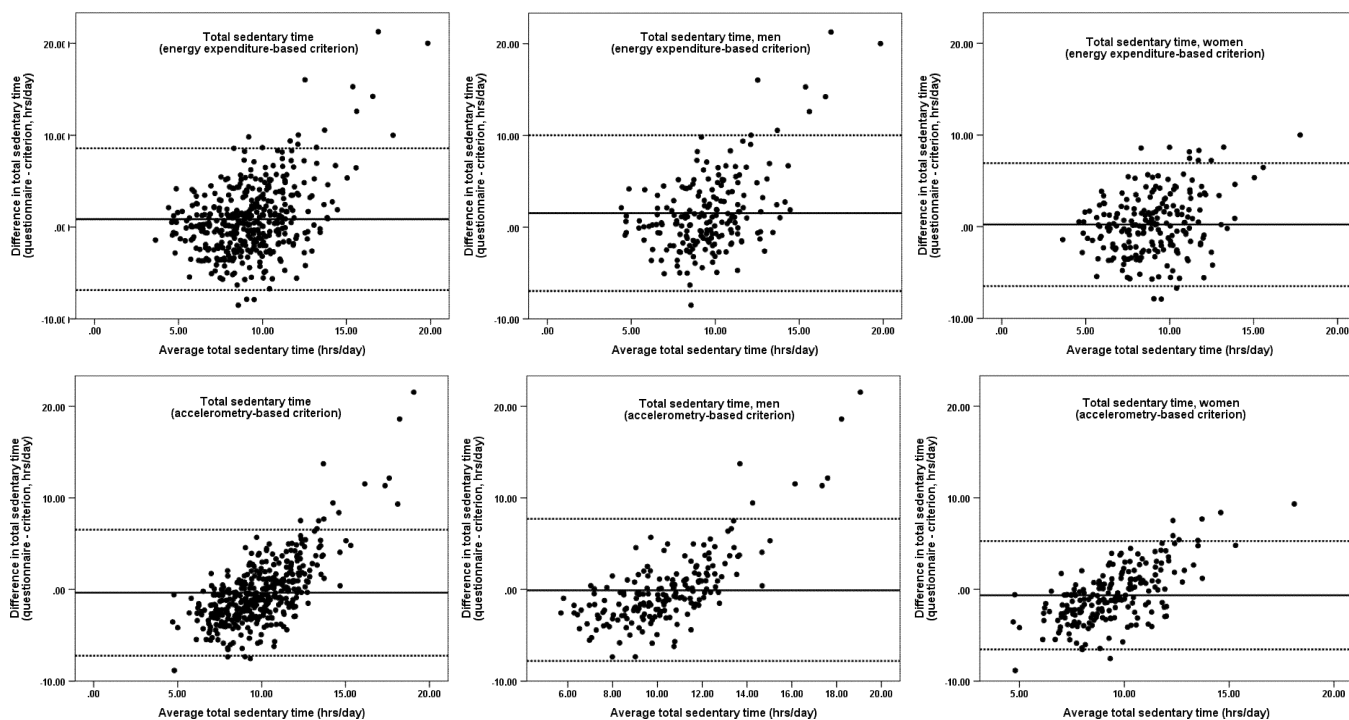 Total sedentary time
(energy expenditure-based criterion)
Difference in total sedentary time
(questionnaire - criterion, hrs/day)
20.0
10.0
.0
-10.0
.00 5.00 10.00 15.00 20.00
Average total sedentary time (hrs/day)
Total sedentary time, men
(energy expenditure-based criterion)
Difference in total sedentary time
(questionnaire - criterion, hrs/day)
20.00
10.00
.00
-10.00
.00 5.00 10.00 15.00 20.00
Average total sedentary time (hrs/day)
Total sedentary time, women
(energy expenditure-based criterion)
Difference in total sedentary time
(questionnaire - criterion, hrs/day)
20.00
10.00
.00
-10.00
.00 5.00 10.00 15.00 20.00
Average total sedentary time (hrs/day)
Total sedentary time
(accelerometry-based criterion)
Difference in total sedentary time
(questionnaire - criterion, hrs/day)
20.00
10.00
.00
-10.00
.00 5.00 10.00 15.00 20.00
Average total sedentary time (hrs/day)
Total sedentary time, men
(accelerometry-based criterion)
Difference in total sedentary time
(questionnaire - criterion, hrs/day)
20.00
10.00
.00
-10.00
6.00 8.00 10.00 12.00 14.00 16.00 18.00 20.00
Average total sedentary time (hrs/day)
Total sedentary time, women
(accelerometry-based criterion)
Difference in total sedentary time
(questionnaire - criterion, hrs/day)
20.00
10.00
.00
-10.00
5.00 10.00 15.00 20.00
Average total sedentary time (hrs/day)